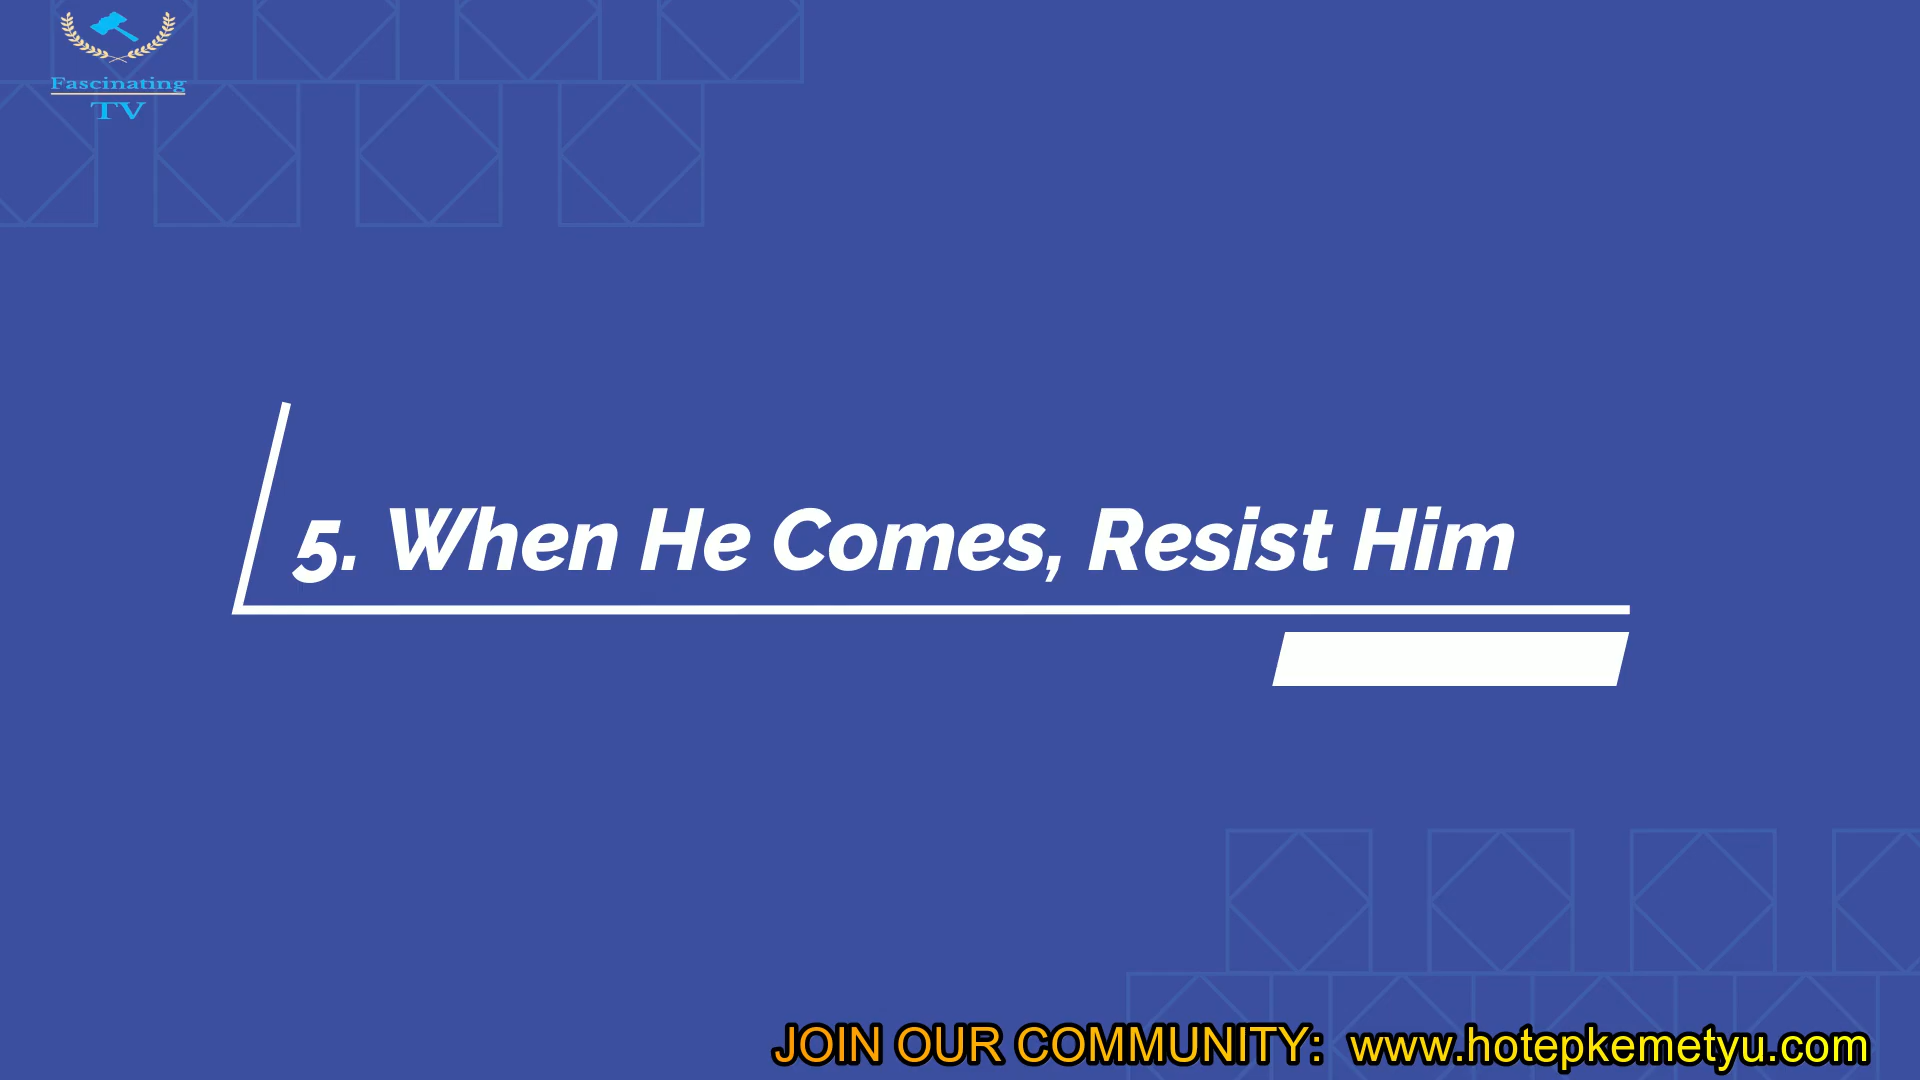 Fascinating
TV
5. When He Comes, Resist Him
JOIN OUR COMMUNITY: www.hotepkemetyu.com